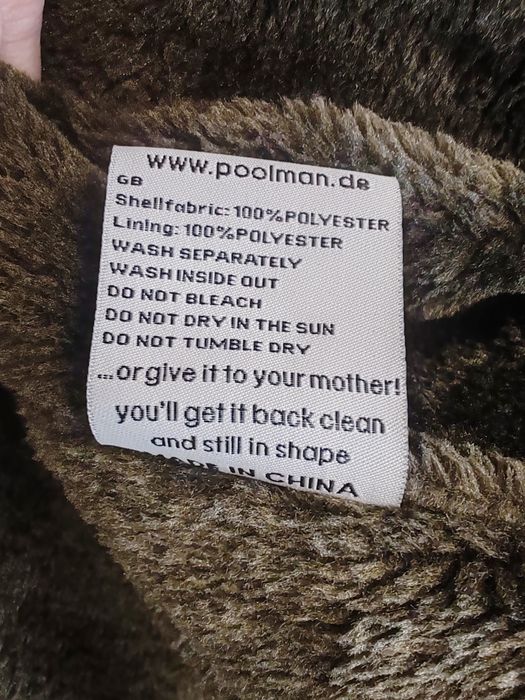 www.poolman.de
GB
Shellfabric: 100%POLYESTER
Lining: 100%POLYESTER
WASH SEPARATELY
WASH INSIDE OUT
DO NOT BLEACH
DO NOT DRY IN THE SUN
DO NOT TUMBLE DRY
...or give it to your mother!
you'll get it back clean
and still in shape
MADE IN CHINA